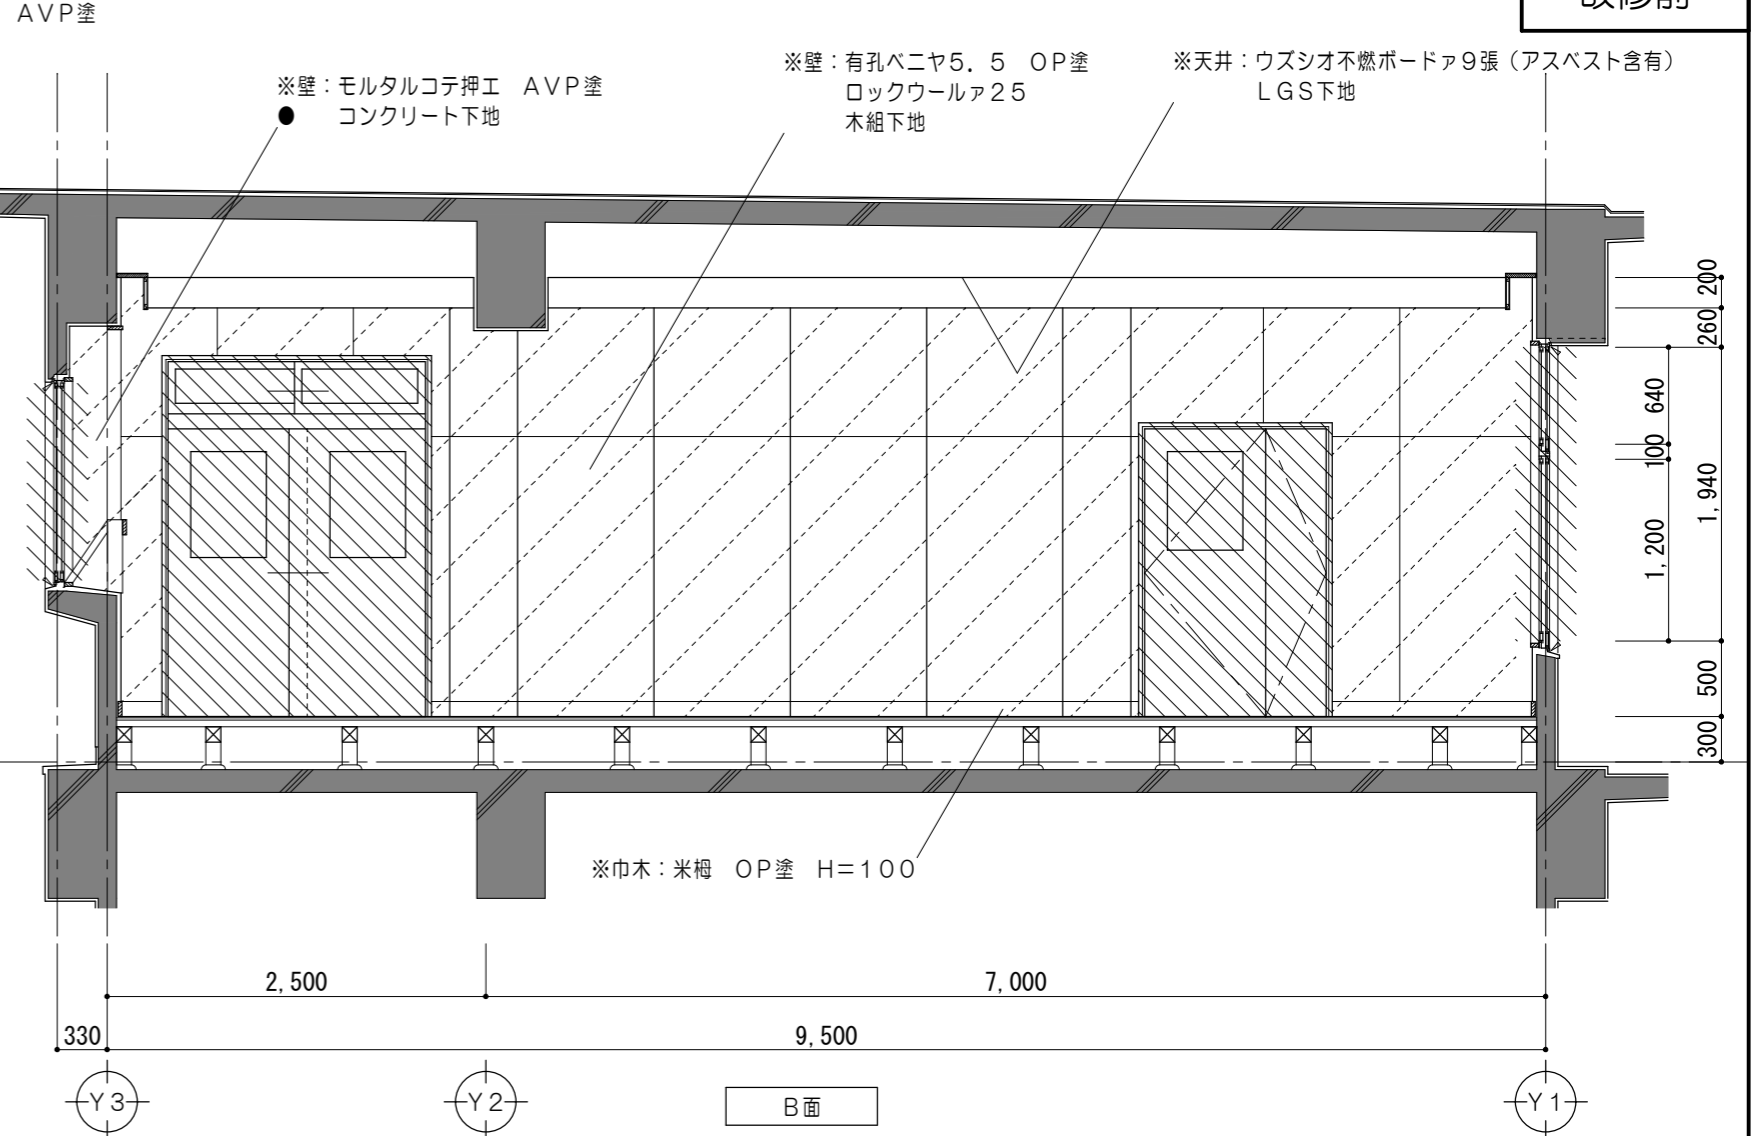 AVP塗
改修前
※壁：モルタルコテ押エ　AVP塗
●　コンクリート下地
※壁：有孔ベニヤ5．5　OP塗
ロックウールァ25
木組下地
※天井：ウズシオ不燃ボードァ9張（アスベスト含有）
LGS下地
200
260
640
100
1,940
1,200
500
300
※巾木：米栂　OP塗　H＝100
2,500
7,000
330
9,500
Y3
Y2
B面
Y1